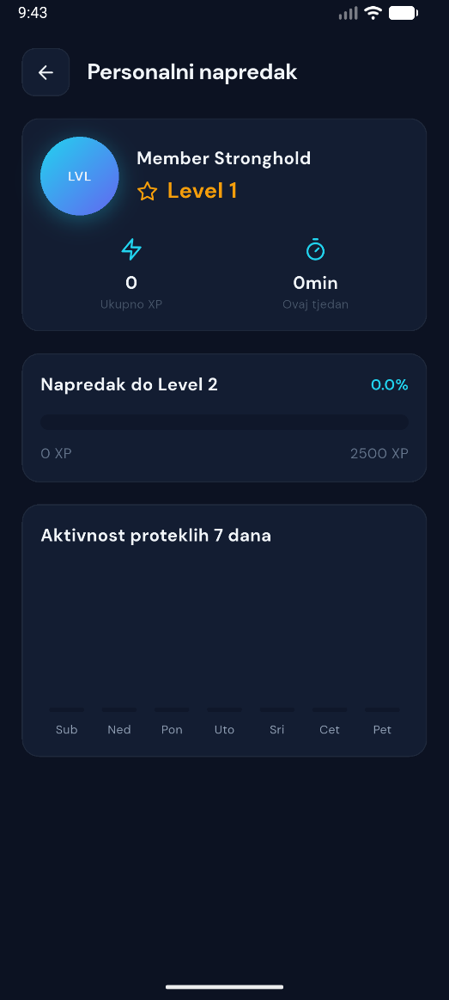 9:43
Personalni napredak
LVL
Member Stronghold
Level 1
0 0min
Ukupno XP Ovaj tjedan
Napredak do Level 2 0.0%
0 XP 2500 XP
Aktivnost proteklih 7 dana
Sub Ned Pon Uto Sri Cet Pet